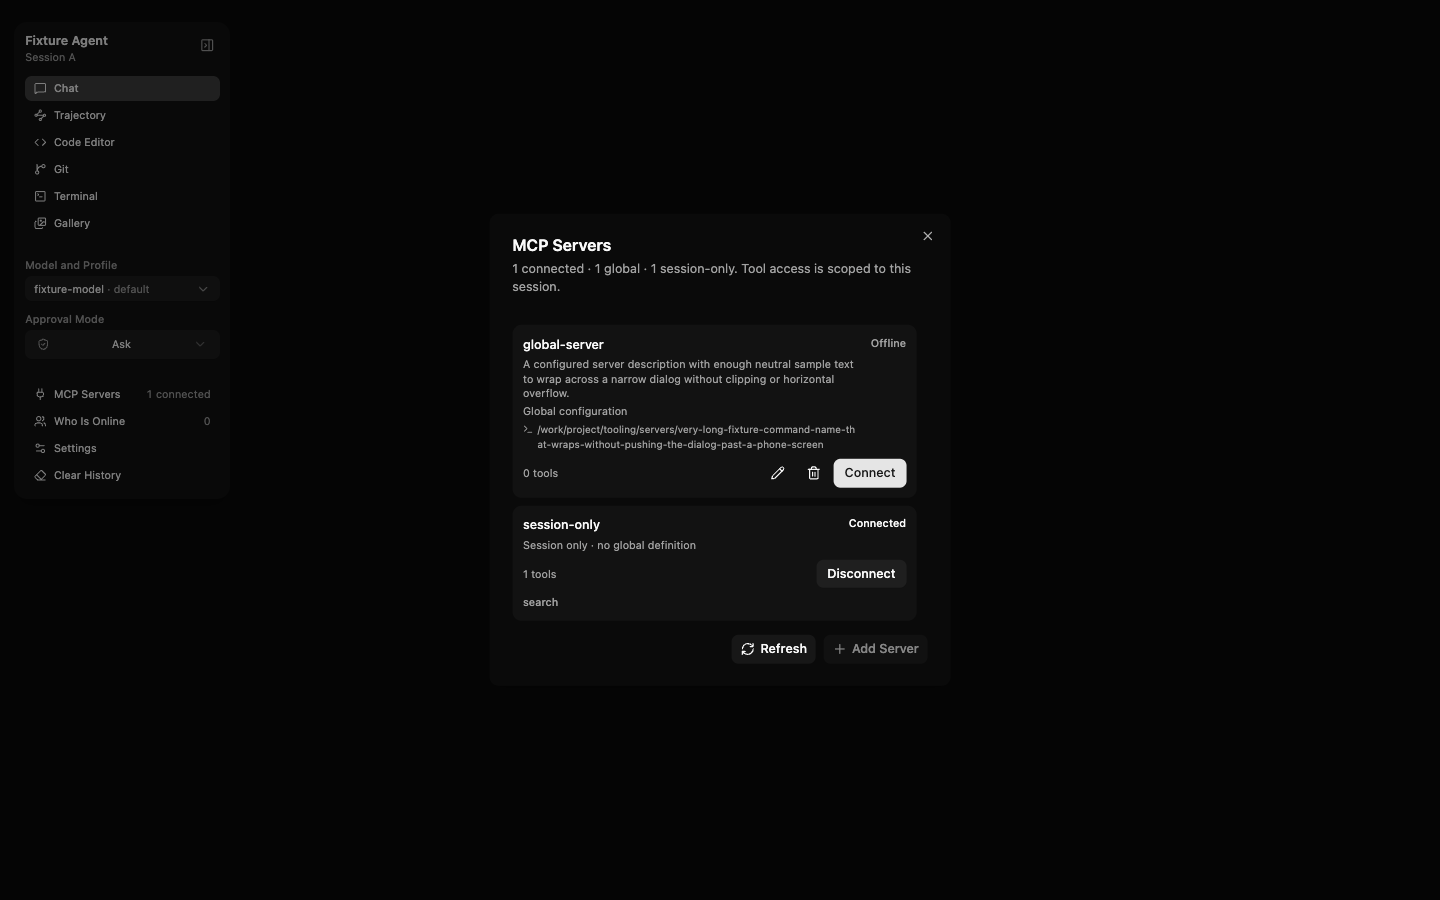 Fixture Agent
Session A
Chat
Trajectory
Code Editor
Git
Terminal
Gallery
Model and Profile
fixture-model · default
Approval Mode
Ask
MCP Servers 1 connected
Who Is Online 0
Settings
Clear History
MCP Servers
1 connected · 1 global · 1 session-only. Tool access is scoped to this
session.
global-server Offline
A configured server description with enough neutral sample text
to wrap across a narrow dialog without clipping or horizontal
overflow.
Global configuration
/work/project/tooling/servers/very-long-fixture-command-name-th
at-wraps-without-pushing-the-dialog-past-a-phone-screen
0 tools Connect
session-only Connected
Session only · no global definition
1 tools Disconnect
search
Refresh Add Server